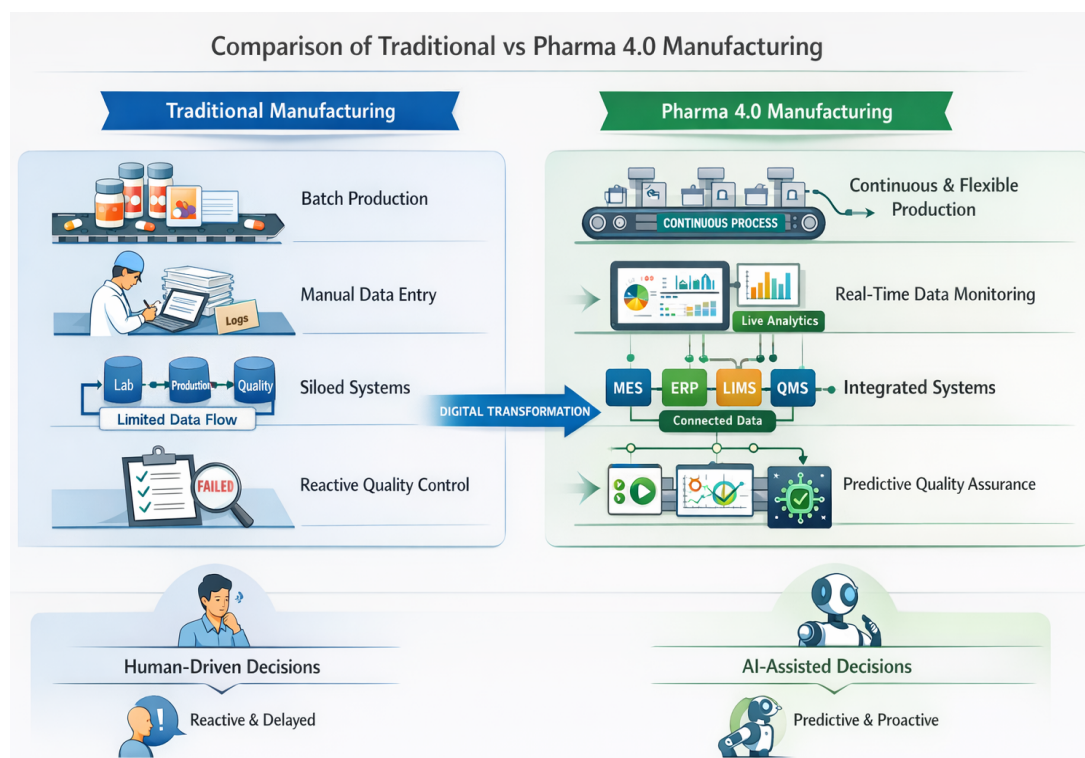 Comparison of Traditional vs Pharma 4.0 Manufacturing
Traditional Manufacturing
Batch Production
Manual Data Entry
Logs
Lab
Production
Quality
Limited Data Flow
Siloed Systems
FAILED
Reactive Quality Control
DIGITAL TRANSFORMATION
Pharma 4.0 Manufacturing
CONTINUOUS PROCESS
Continuous & Flexible
Production
Live Analytics
Real-Time Data Monitoring
MES
ERP
LIMS
QMS
Connected Data
Integrated Systems
Predictive Quality Assurance
Human-Driven Decisions
!
Reactive & Delayed
AI-Assisted Decisions
Predictive & Proactive